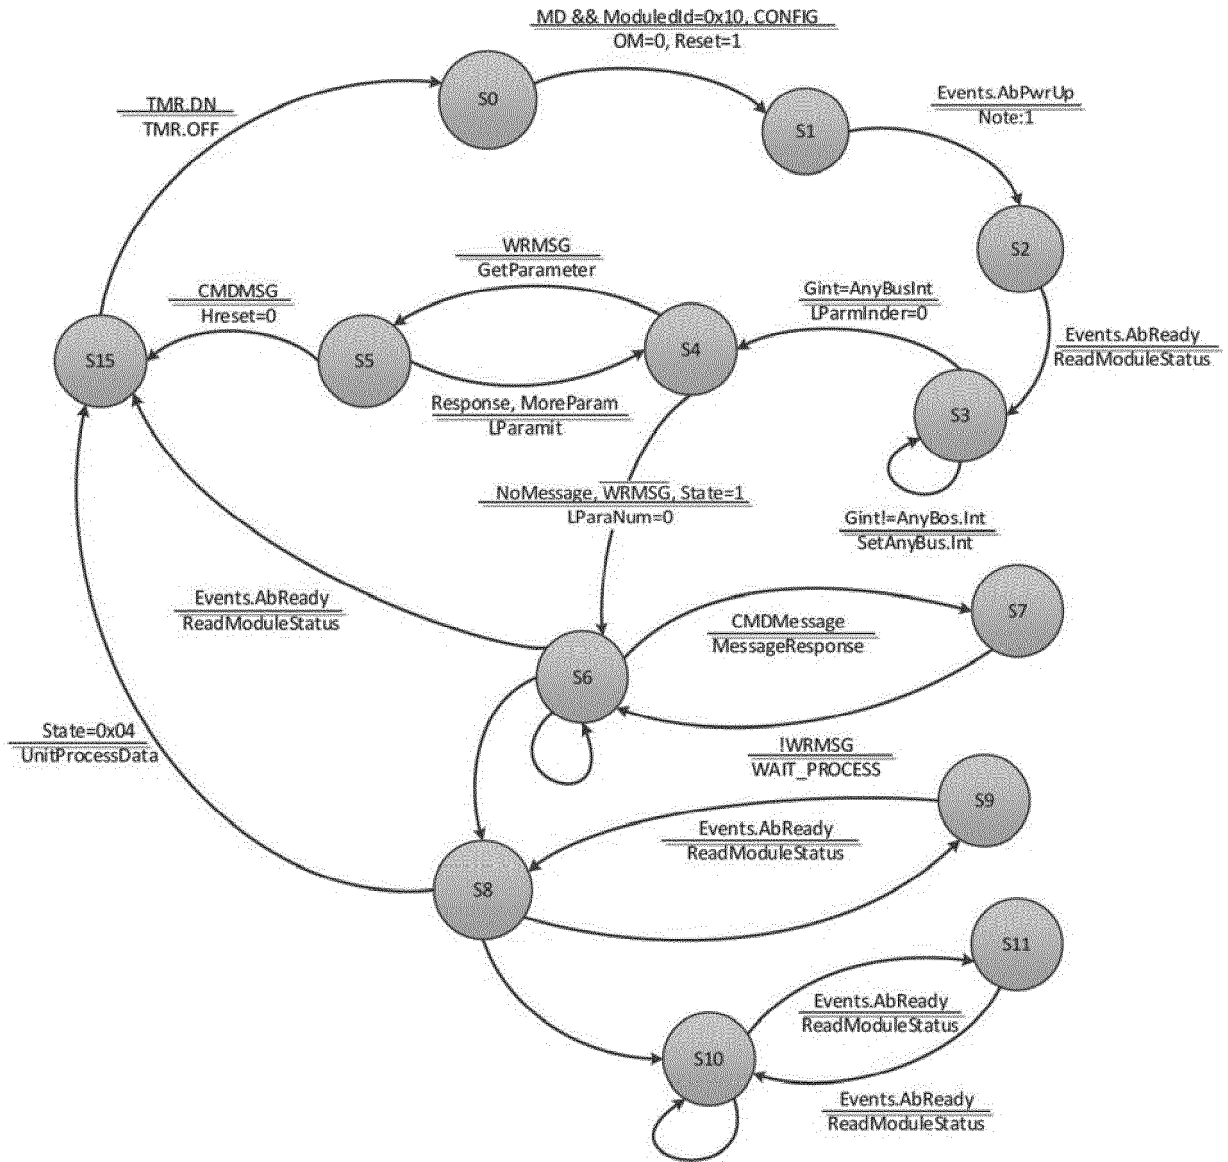 MD && ModuledId=0x10, CONFIG
OM=0, Reset=1
S0
TMR.DN
TMR.OFF
S1
Events.AbPwrUp
Note:1
S2
WRMSG
GetParameter
CMDMSG
Hreset=0
Gint=AnyBusInt
LParmInder=0
Events.AbReady
ReadModuleStatus
S15
S5
S4
S3
Response, MoreParam
LParamit
NoMessage, WRMSG, State=1
LParaNum=0
Gint!=AnyBos.Int
SetAnyBus.Int
Events.AbReady
ReadModuleStatus
S7
CMDMessage
MessageResponse
S6
State=0x04
UnitProcessData
!WRMSG
WAIT_PROCESS
S9
Events.AbReady
ReadModuleStatus
S8
S11
Events.AbReady
ReadModuleStatus
S10
Events.AbReady
ReadModuleStatus